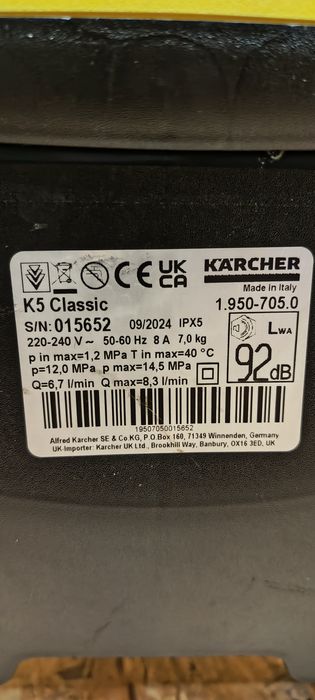 CE UK CA KÄRCHER
Made in Italy
K5 Classic 1.950-705.0
S/N: 015652 09/2024 IPX5
220-240 V ~ 50-60 Hz 8 A 7,0 kg
p in max=1,2 MPa T in max=40 °C
p=12,0 MPa p max=14,5 MPa
Q=6,7 l/min Q max=8,3 l/min
LWA
92dB
19507050015652
Alfred Kärcher SE & Co.KG, P.O.Box 160, 71349 Winnenden, Germany
UK-Importer: Karcher UK Ltd., Brookhill Way, Banbury, OX16 3ED, UK